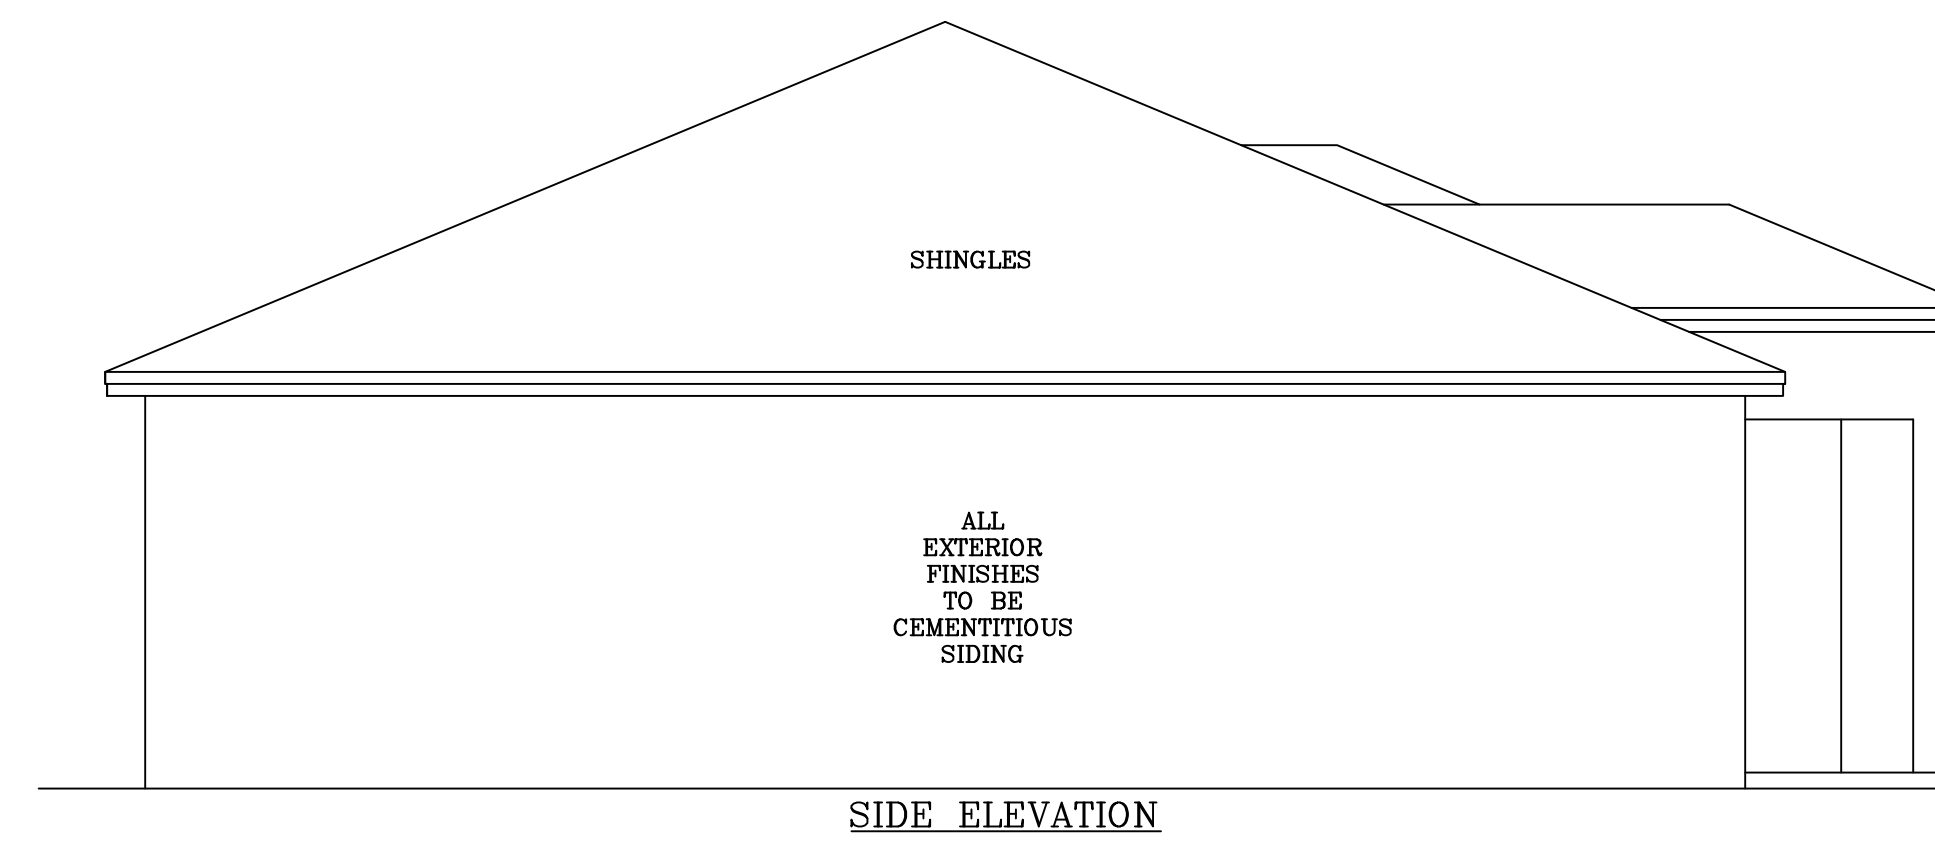 SHINGLES
ALL
EXTERIOR
FINISHES
TO BE
CEMENTITIOUS
SIDING
SIDE ELEVATION